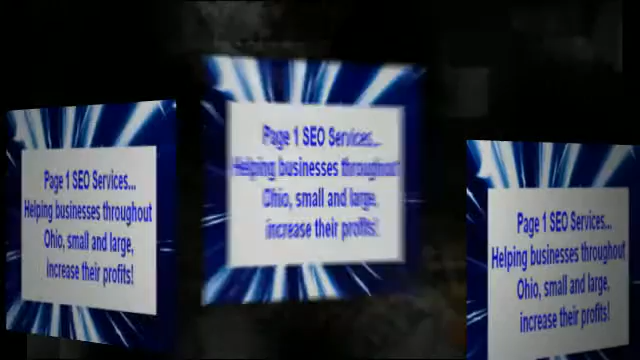 Page 1 SEO Services...
Helping businesses throughout
Ohio, small and large,
increase their profits!
Page 1 SEO Services...
Helping businesses throughout
Ohio, small and large,
increase their profits!
Page 1 SEO Services...
Helping businesses throughout
Ohio, small and large,
increase their profits!